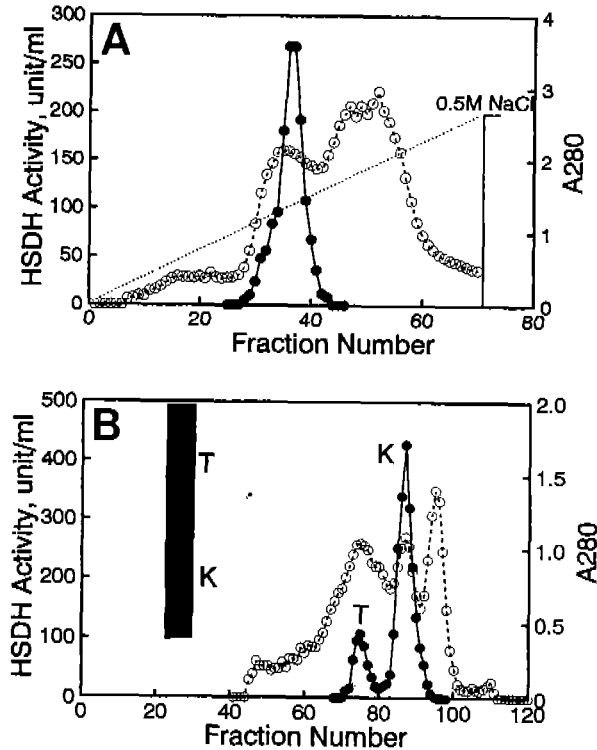 A
HSDH Activity, unit/ml
300
250
200
150
100
50
0
0.5M NaCl
4
3
2
1
0
A280
0 20 40 60 80
Fraction Number
B
HSDH Activity, unit/ml
500
400
300
200
100
0
T
K
T
K
2.0
1.5
1.0
0.5
0
A280
0 20 40 60 80 100 120
Fraction Number